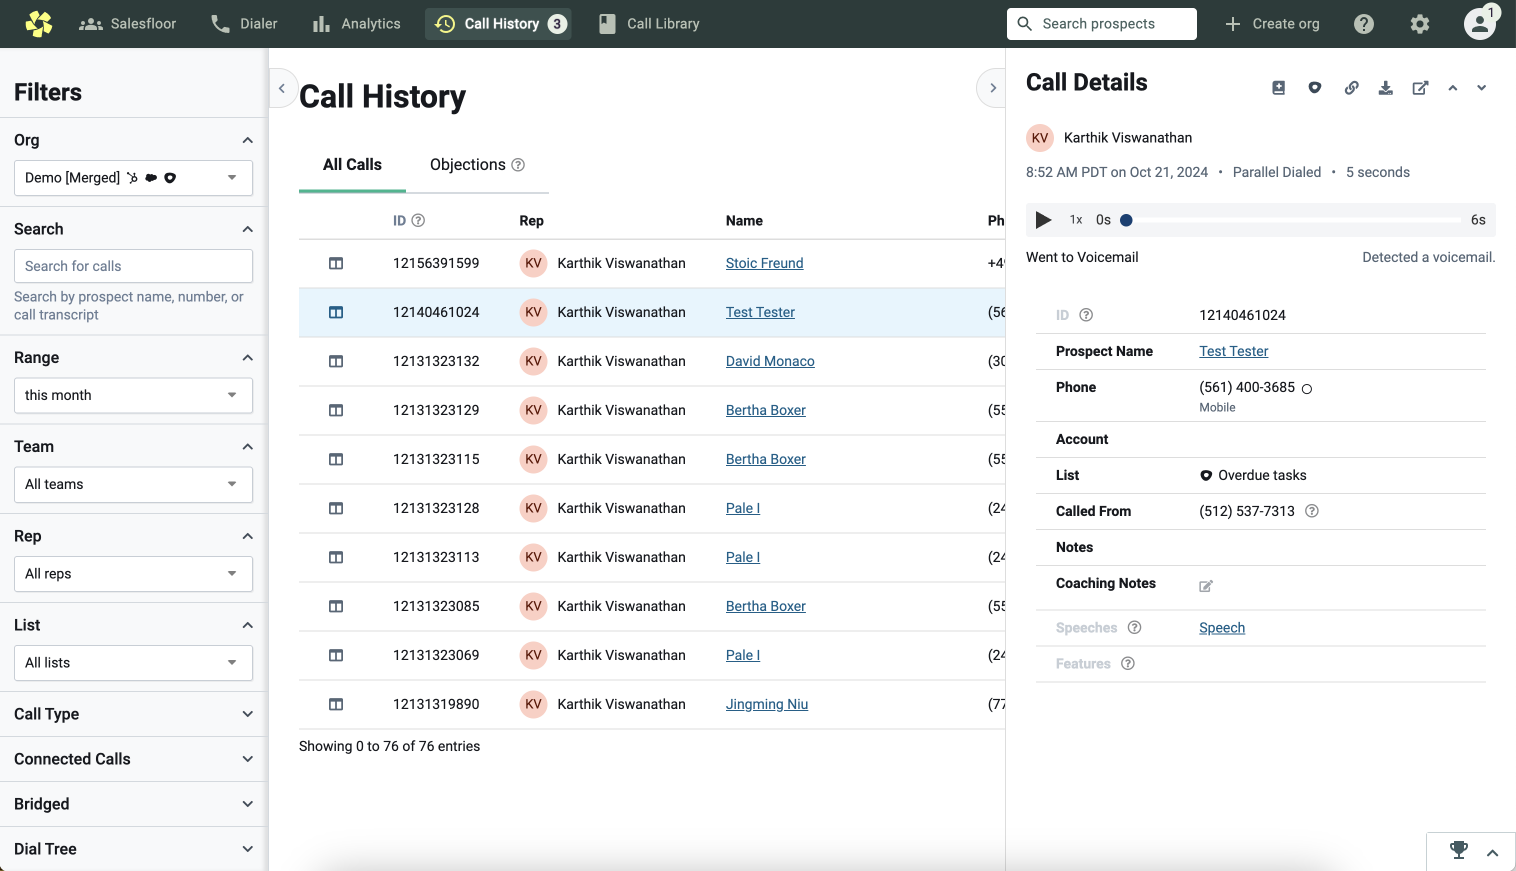 Salesfloor
Dialer
Analytics
Call History 3
Call Library
Search prospects
Create org
1
Filters
Org
Demo [Merged]
Search
Search for calls
Search by prospect name, number, or
call transcript
Range
this month
Team
All teams
Rep
All reps
List
All lists
Call Type
Connected Calls
Bridged
Dial Tree
Call History
All Calls
Objections
ID Rep Name Ph
12156391599 KV Karthik Viswanathan Stoic Freund +49
12140461024 KV Karthik Viswanathan Test Tester (56
12131323132 KV Karthik Viswanathan David Monaco (30
12131323129 KV Karthik Viswanathan Bertha Boxer (55
12131323115 KV Karthik Viswanathan Bertha Boxer (55
12131323128 KV Karthik Viswanathan Pale I (24
12131323113 KV Karthik Viswanathan Pale I (24
12131323085 KV Karthik Viswanathan Bertha Boxer (55
12131323069 KV Karthik Viswanathan Pale I (24
12131319890 KV Karthik Viswanathan Jingming Niu (77
Showing 0 to 76 of 76 entries
Call Details
KV Karthik Viswanathan
8:52 AM PDT on Oct 21, 2024 • Parallel Dialed • 5 seconds
1x 0s 6s
Went to Voicemail Detected a voicemail.
ID 12140461024
Prospect Name Test Tester
Phone (561) 400-3685
Mobile
Account
List Overdue tasks
Called From (512) 537-7313
Notes
Coaching Notes
Speeches Speech
Features